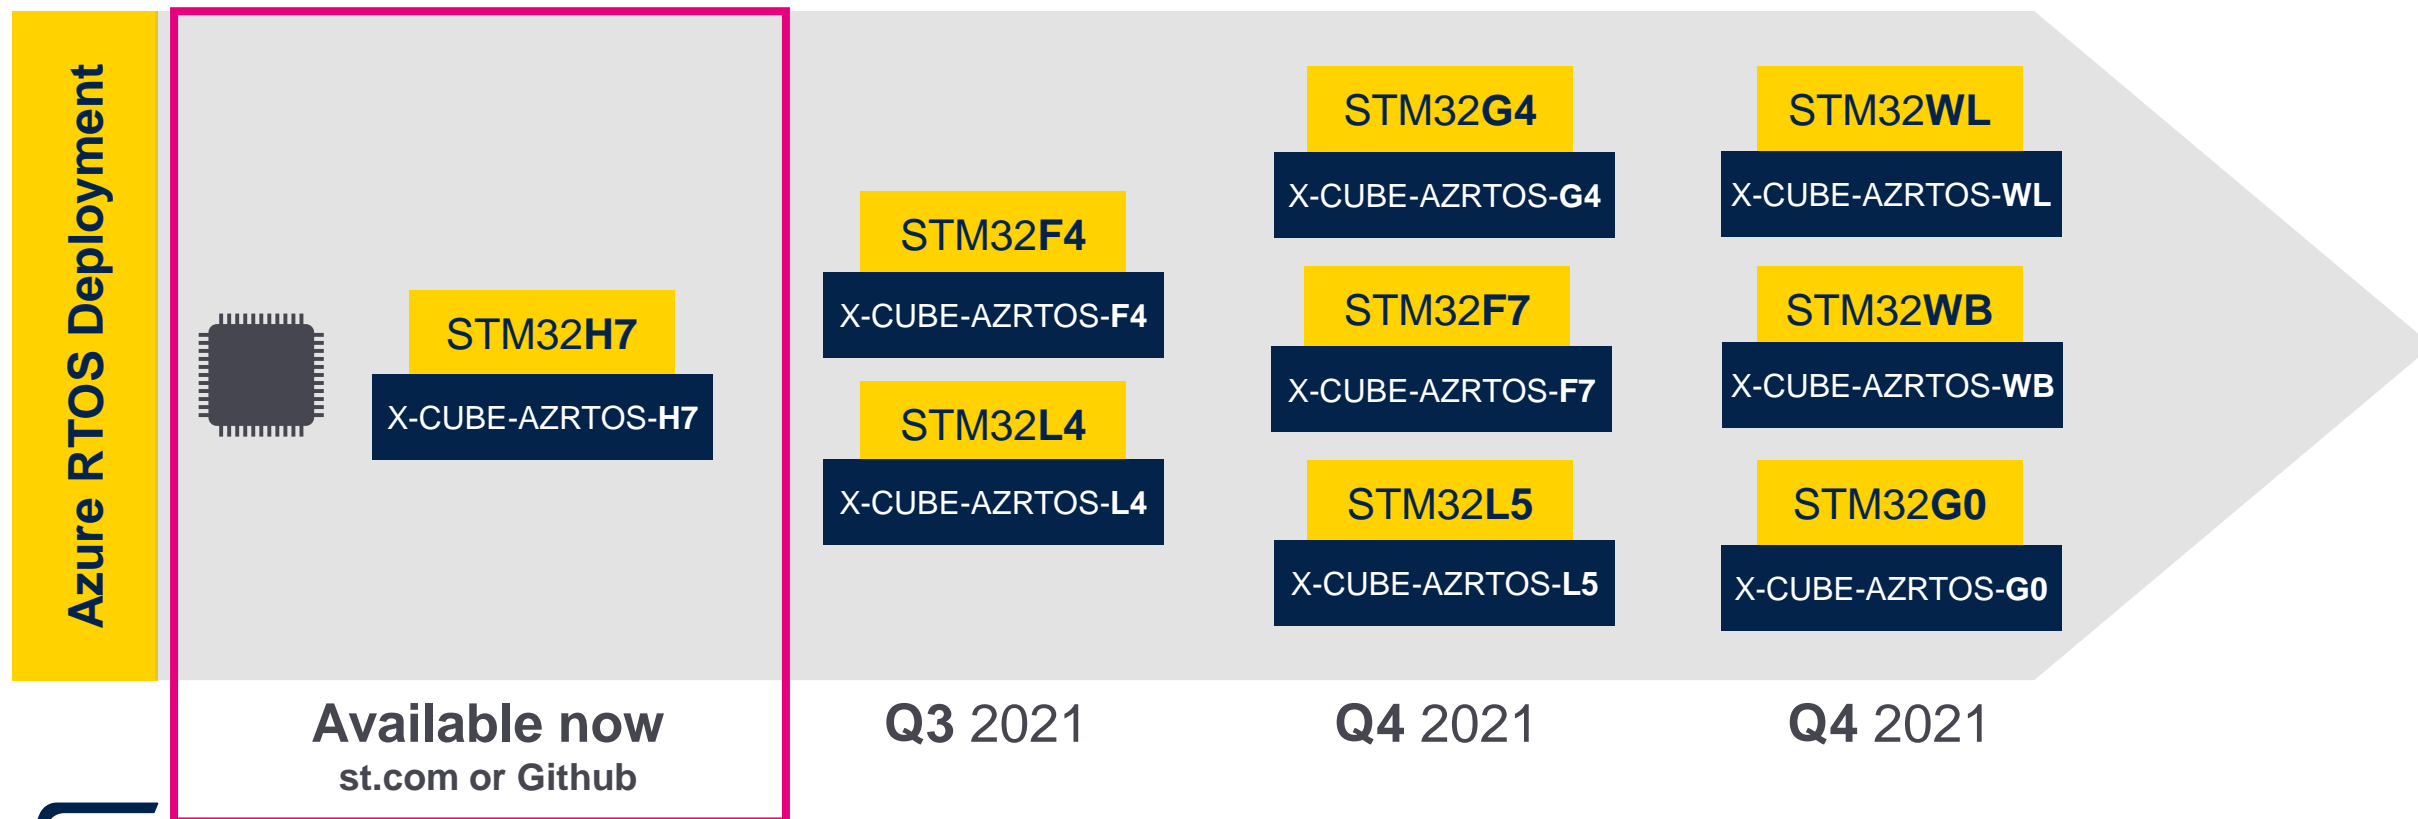 Azure RTOS Deployment
STM32H7
X-CUBE-AZRTOS-H7
Available now
st.com or Github
STM32F4
X-CUBE-AZRTOS-F4
STM32L4
X-CUBE-AZRTOS-L4
Q3 2021
STM32G4
X-CUBE-AZRTOS-G4
STM32F7
X-CUBE-AZRTOS-F7
STM32L5
X-CUBE-AZRTOS-L5
Q4 2021
STM32WL
X-CUBE-AZRTOS-WL
STM32WB
X-CUBE-AZRTOS-WB
STM32G0
X-CUBE-AZRTOS-G0
Q4 2021